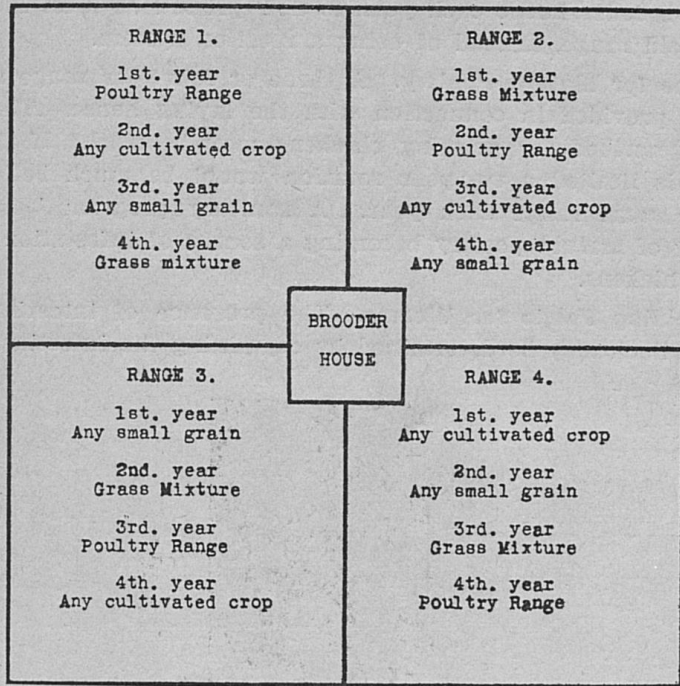 RANGE 1.
1st. year
Poultry Range
2nd. year
Any cultivated crop
3rd. year
Any small grain
4th. year
Grass mixture
RANGE 2.
1st. year
Grass Mixture
2nd. year
Poultry Range
3rd. year
Any cultivated crop
4th. year
Any small grain
BROODER
HOUSE
RANGE 3.
1st. year
Any small grain
2nd. year
Grass Mixture
3rd. year
Poultry Range
4th. year
Any cultivated crop
RANGE 4.
1st. year
Any cultivated crop
2nd. year
Any small grain
3rd. year
Grass Mixture
4th. year
Poultry Range